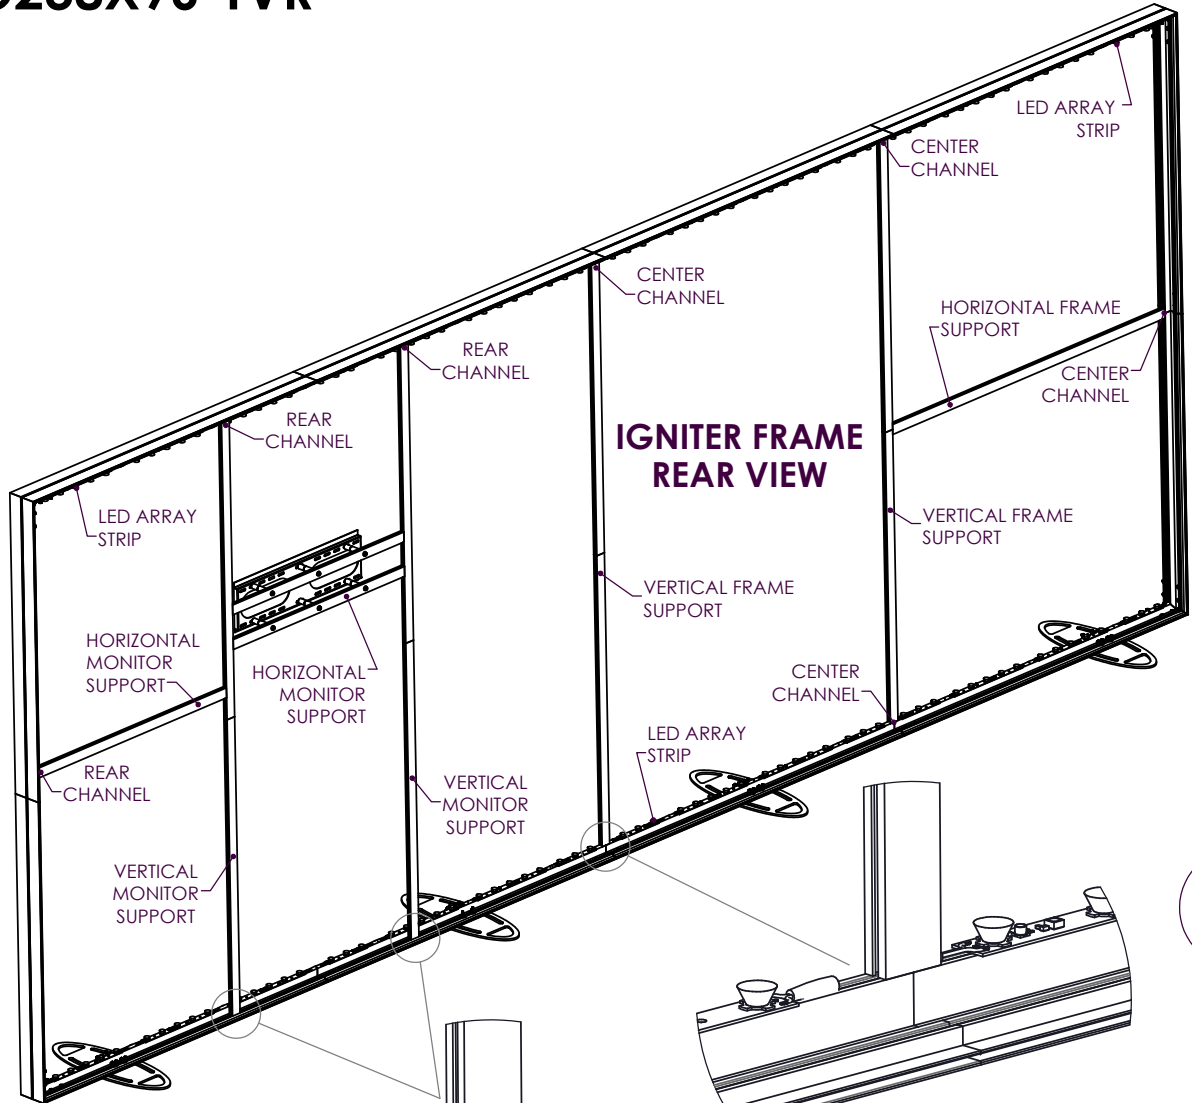 LED ARRAY
STRIP
CENTER
CHANNEL
CENTER
CHANNEL
HORIZONTAL FRAME
SUPPORT
REAR
CHANNEL
CENTER
CHANNEL
REAR
CHANNEL
IGNITER FRAME
REAR VIEW
LED ARRAY
STRIP
VERTICAL FRAME
SUPPORT
VERTICAL FRAME
SUPPORT
HORIZONTAL
MONITOR
SUPPORT
HORIZONTAL
MONITOR
SUPPORT
CENTER
CHANNEL
LED ARRAY
STRIP
REAR
CHANNEL
VERTICAL
MONITOR
SUPPORT
VERTICAL
MONITOR
SUPPORT